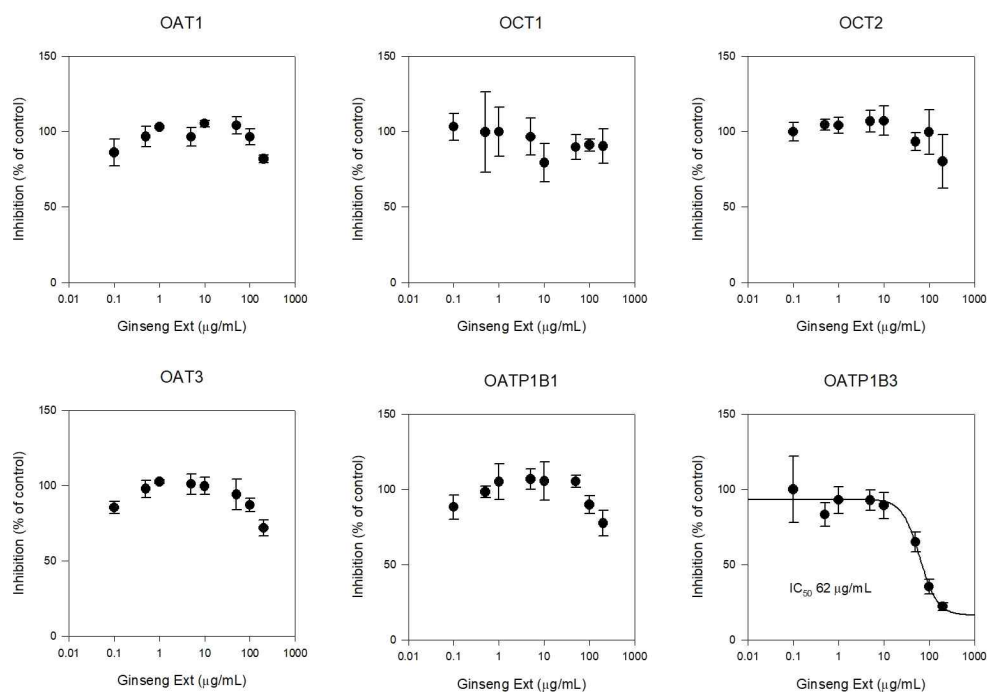 OAT1
150
100
50
0
Inhibition (% of control)
0.01 0.1 1 10 100 1000
Ginseng Ext (μg/mL)
OCT1
150
100
50
0
Inhibition (% of control)
0.01 0.1 1 10 100 1000
Ginseng Ext (μg/mL)
OCT2
150
100
50
0
Inhibition (% of control)
0.01 0.1 1 10 100 1000
Ginseng Ext (μg/mL)
OAT3
150
100
50
0
Inhibition (% of control)
0.01 0.1 1 10 100 1000
Ginseng Ext (μg/mL)
OATP1B1
150
100
50
0
Inhibition (% of control)
0.01 0.1 1 10 100 1000
Ginseng Ext (μg/mL)
OATP1B3
150
100
50
0
Inhibition (% of control)
IC₅₀ 62 μg/mL
0.01 0.1 1 10 100 1000
Ginseng Ext (μg/mL)